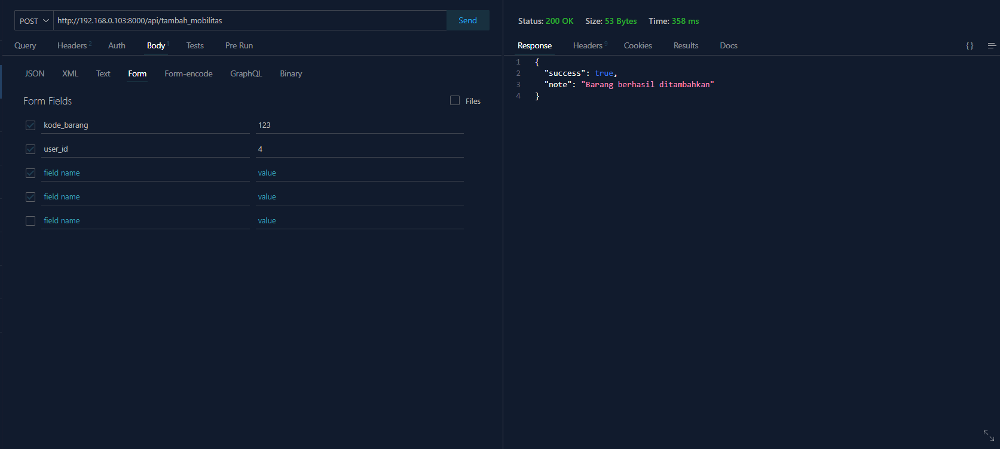 POST http://192.168.0.103:8000/api/tambah_mobilitas Send
Query Headers 2 Auth Body 1 Tests Pre Run
JSON XML Text Form Form-encode GraphQL Binary
Form Fields Files
kode_barang 123
user_id 4
field name value
field name value
field name value
Status: 200 OK Size: 53 Bytes Time: 358 ms
Response Headers 9 Cookies Results Docs {}
1 {
2 "success": true,
3 "note": "Barang berhasil ditambahkan"
4 }